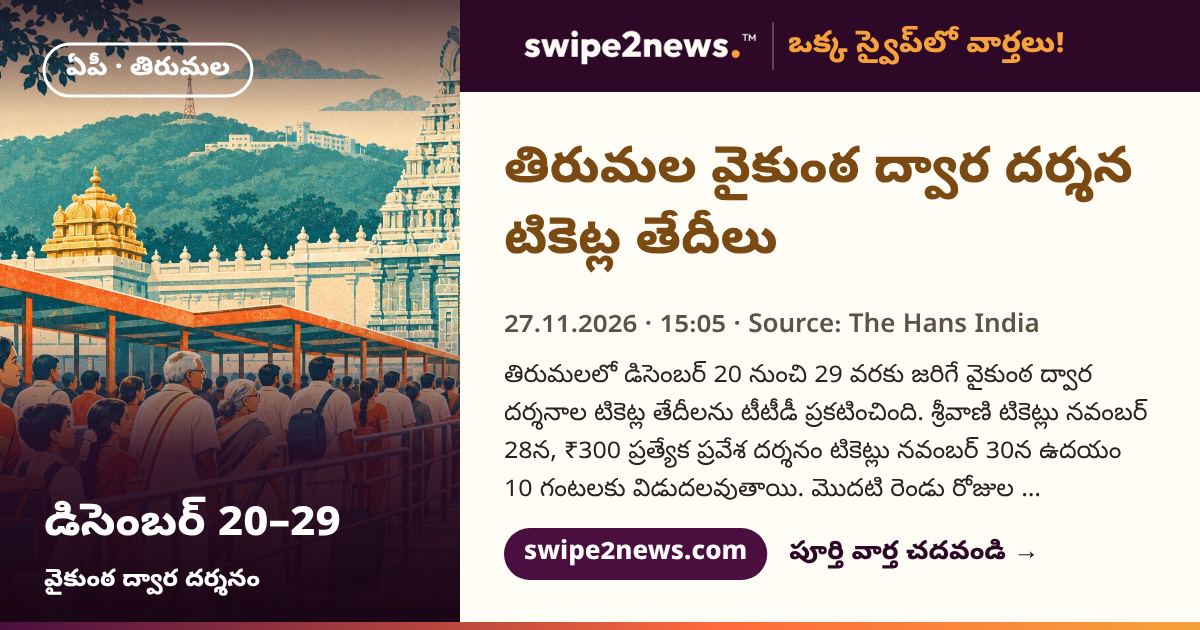 ఏపీ · తిరుమల
డిసెంబర్ 20–29
వైకుంఠ ద్వార దర్శనం
swipe2news.™ ఒక్క స్వైప్‌లో వార్తలు!
తిరుమల వైకుంఠ ద్వార దర్శన
టికెట్ల తేదీలు
27.11.2026 · 15:05 · Source: The Hans India
తిరుమలలో డిసెంబర్ 20 నుంచి 29 వరకు జరిగే వైకుంఠ ద్వార
దర్శనాల టికెట్ల తేదీలను టీటీడీ ప్రకటించింది. శ్రీవాణి టికెట్లు నవంబర్
28న, ₹300 ప్రత్యేక ప్రవేశ దర్శనం టికెట్లు నవంబర్ 30న ఉదయం
10 గంటలకు విడుదలవుతాయి. మొదటి రెండు రోజుల ...
swipe2news.com పూర్తి వార్త చదవండి →